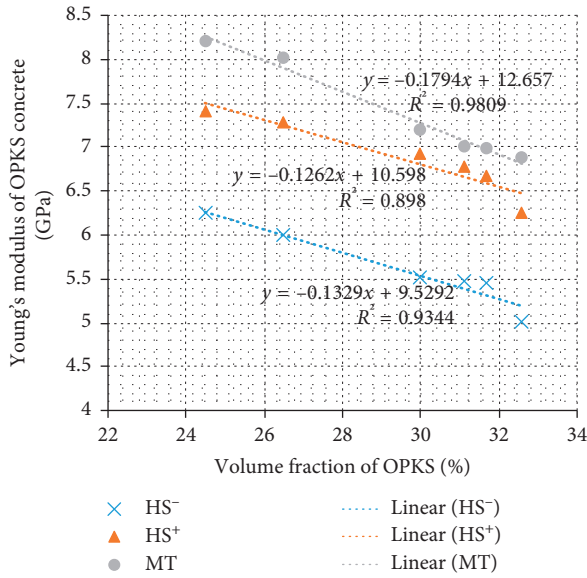 8.5
8
7.5
7
6.5
6
5.5
5
4.5
4
Young's modulus of OPKS concrete
(GPa)
y = –0.1794x + 12.657
R² = 0.9809
y = –0.1262x + 10.598
R² = 0.898
y = –0.1329x + 9.5292
R² = 0.9344
22 24 26 28 30 32 34
Volume fraction of OPKS (%)
HS⁻ Linear (HS⁻)
HS⁺ Linear (HS⁺)
MT Linear (MT)